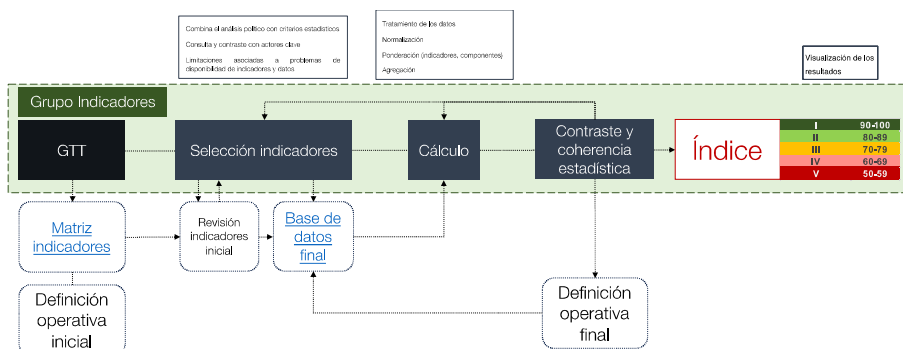 Combina el análisis político con criterios estadísticos
Consulta y contraste con actores clave
Limitaciones asociadas a problemas de
disponibilidad de indicadores y datos
Tratamiento de los datos
Normalización
Ponderación (indicadores, componentes)
Agregación
Visualización de los
resultados
Grupo Indicadores
GTT
Selección indicadores
Cálculo
Contraste y
coherencia
estadística
Índice
I 90-100
II 80-89
III 70-79
IV 60-69
V 50-59
Matriz
indicadores
Revisión
indicadores
inicial
Base de
datos
final
Definición
operativa
inicial
Definición
operativa
final